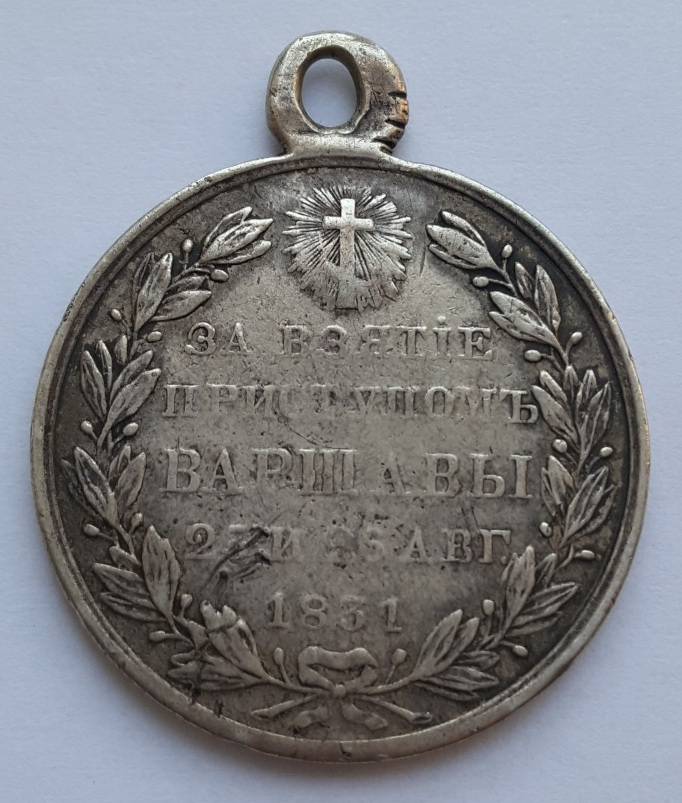 ЗА ВЗЯТІЕ
ПРИСТУПОМЪ
ВАРШАВЫ
25 И 26 АВГ.
1831